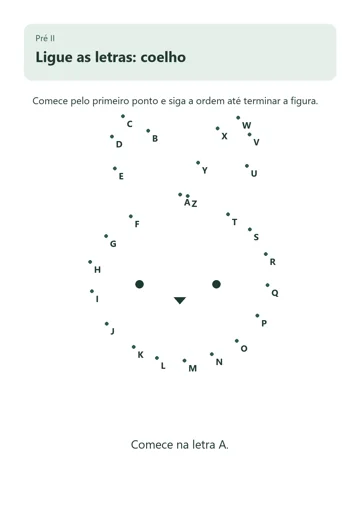 Pré II
Ligue as letras: coelho
Comece pelo primeiro ponto e siga a ordem até terminar a figura.
C
W
D
B
X
V
E
Y
U
A Z
F
T
G
S
H
R
I
Q
J
P
K
O
L
M
N
Comece na letra A.